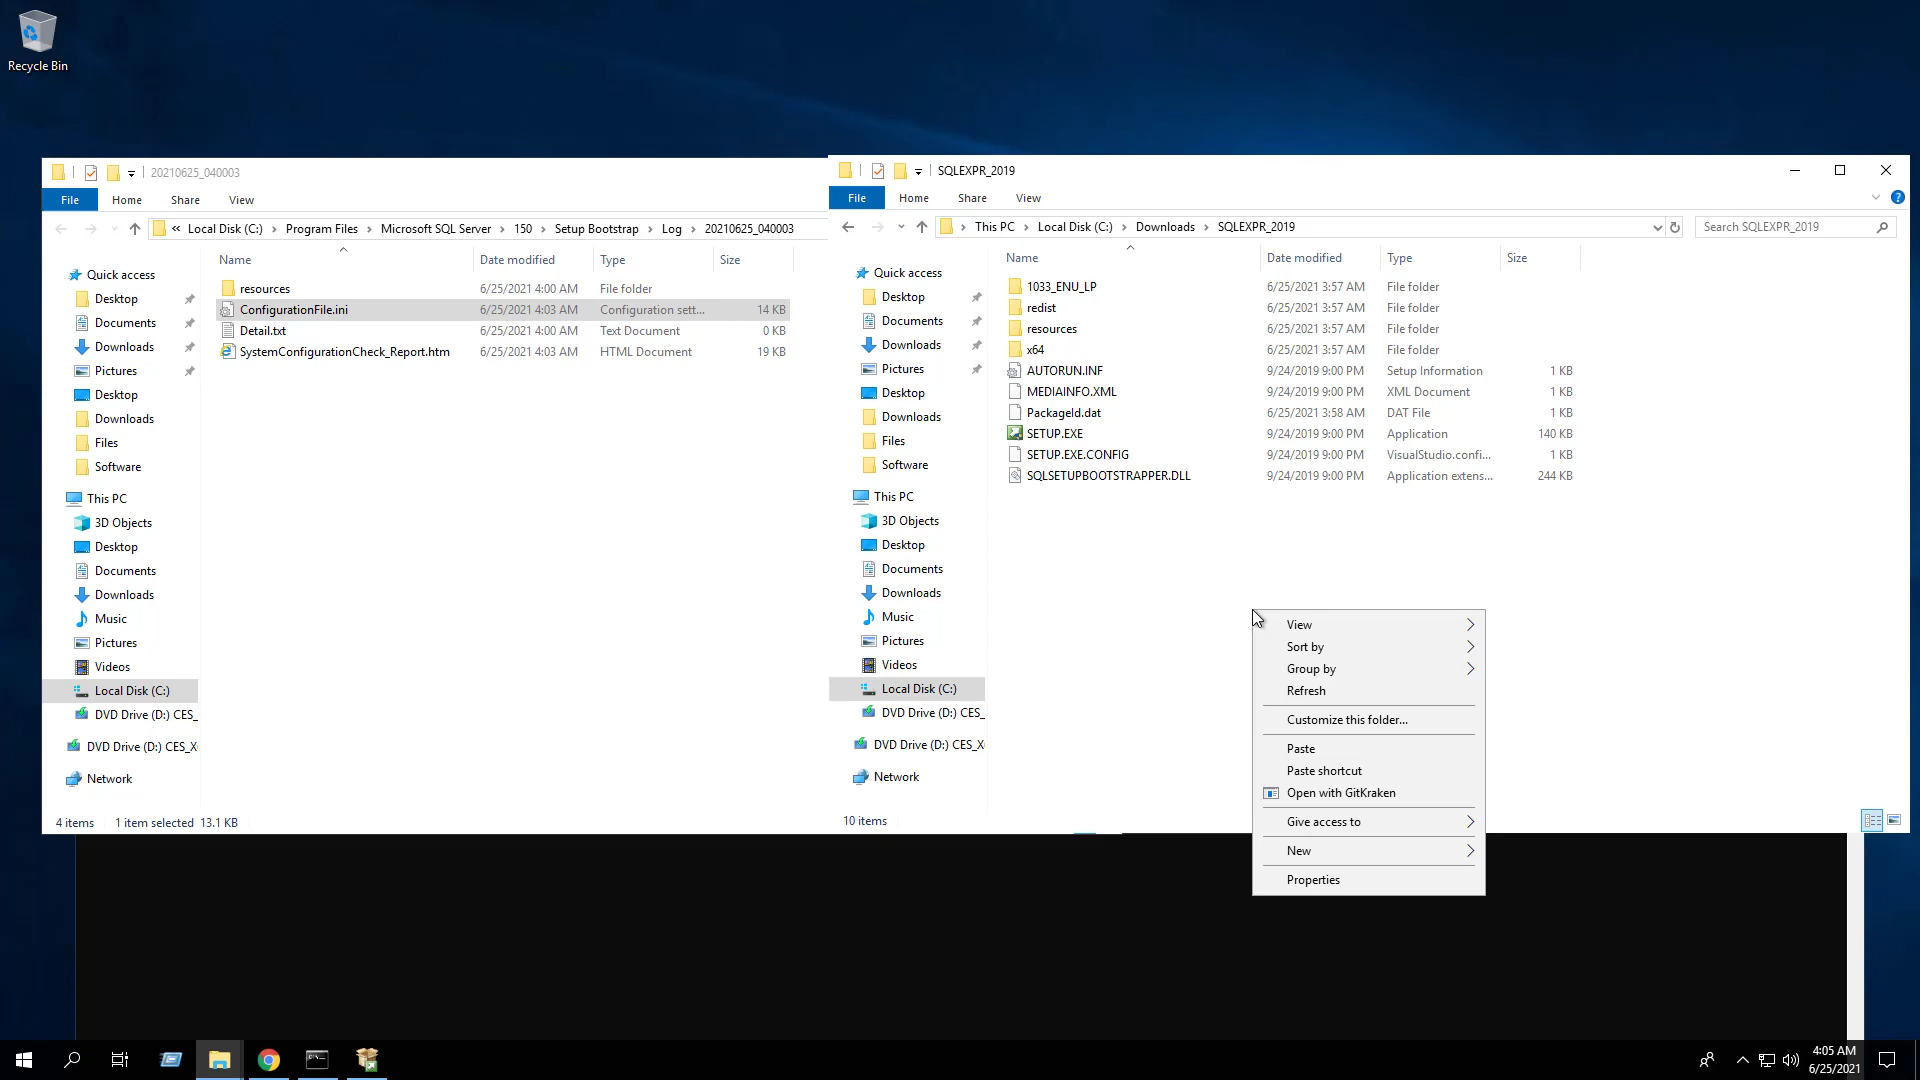 Recycle Bin
20210625_040003
File
Home
Share
View
Local Disk (C:)
Program Files
Microsoft SQL Server
150
Setup Bootstrap
Log
20210625_040003
Name
Date modified
Type
Size
Quick access
Desktop
Documents
Downloads
Pictures
Desktop
Downloads
Files
Software
This PC
3D Objects
Desktop
Documents
Downloads
Music
Pictures
Videos
Local Disk (C:)
DVD Drive (D:) CES_
DVD Drive (D:) CES_X
Network
resources 6/25/2021 4:00 AM File folder
ConfigurationFile.ini 6/25/2021 4:03 AM Configuration sett... 14 KB
Detail.txt 6/25/2021 4:00 AM Text Document 0 KB
SystemConfigurationCheck_Report.htm 6/25/2021 4:03 AM HTML Document 19 KB
4 items 1 item selected 13.1 KB
SQLEXPR_2019
File
Home
Share
View
This PC
Local Disk (C:)
Downloads
SQLEXPR_2019
Search SQLEXPR_2019
Name
Date modified
Type
Size
Quick access
Desktop
Documents
Downloads
Pictures
Desktop
Downloads
Files
Software
This PC
3D Objects
Desktop
Documents
Downloads
Music
Pictures
Videos
Local Disk (C:)
DVD Drive (D:) CES_
DVD Drive (D:) CES_X
Network
1033_ENU_LP 6/25/2021 3:57 AM File folder
redist 6/25/2021 3:57 AM File folder
resources 6/25/2021 3:57 AM File folder
x64 6/25/2021 3:57 AM File folder
AUTORUN.INF 9/24/2019 9:00 PM Setup Information 1 KB
MEDIAINFO.XML 9/24/2019 9:00 PM XML Document 1 KB
PackageId.dat 6/25/2021 3:58 AM DAT File 1 KB
SETUP.EXE 9/24/2019 9:00 PM Application 140 KB
SETUP.EXE.CONFIG 9/24/2019 9:00 PM VisualStudio.confi... 1 KB
SQLSETUPBOOTSTRAPPER.DLL 9/24/2019 9:00 PM Application extens... 244 KB
10 items
View
Sort by
Group by
Refresh
Customize this folder...
Paste
Paste shortcut
Open with GitKraken
Give access to
New
Properties
4:05 AM
6/25/2021